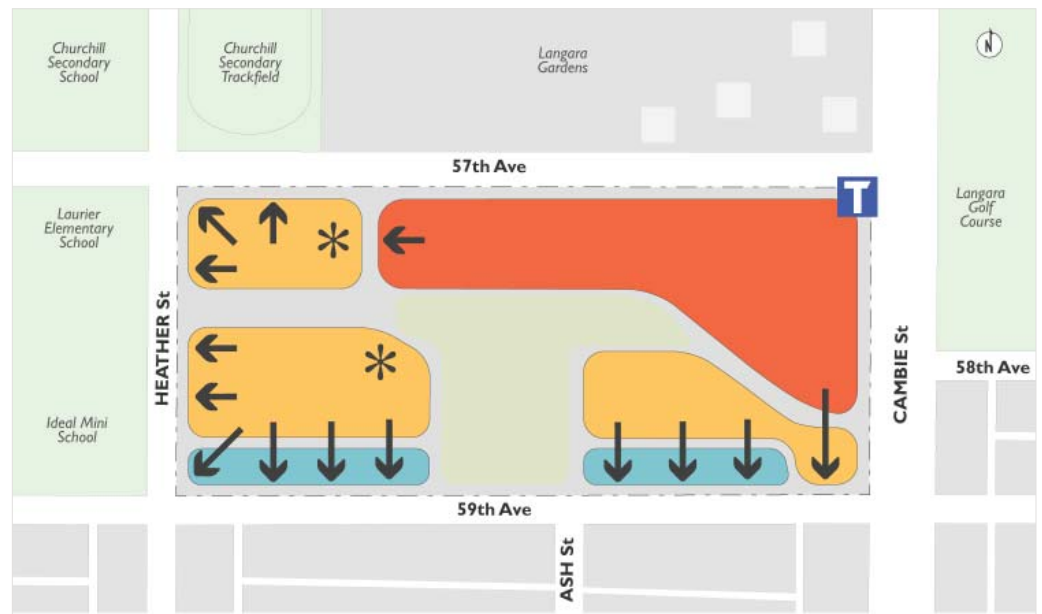 Churchill
Secondary
School
Churchill
Secondary
Trackfield
Langara
Gardens
N
57th Ave
T
Laurier
Elementary
School
Langara
Golf
Course
*
HEATHER St
*
CAMBIE St
58th Ave
Ideal Mini
School
59th Ave
ASH St